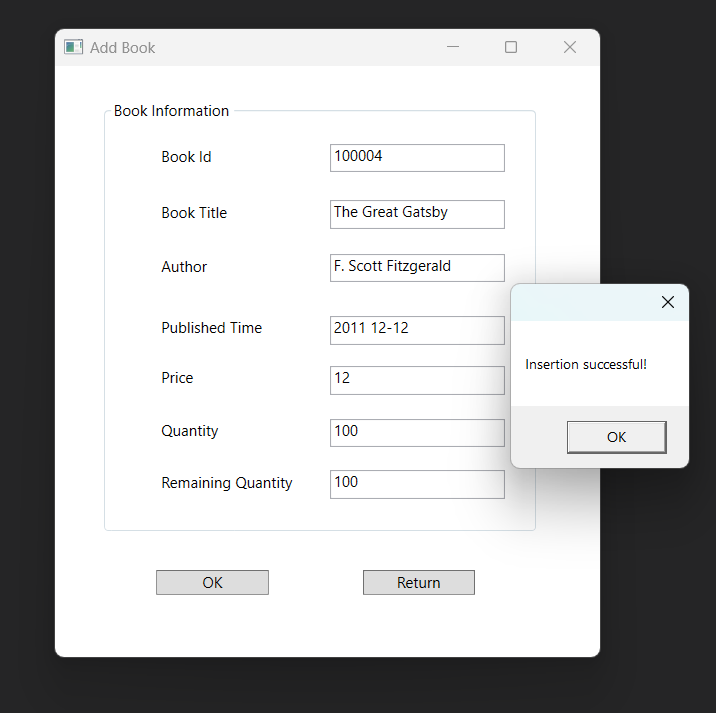 Add Book
Book Information
Book Id 100004
Book Title The Great Gatsby
Author F. Scott Fitzgerald
Published Time 2011 12-12
Price 12
Quantity 100
Remaining Quantity 100
OK Return
Insertion successful!
OK